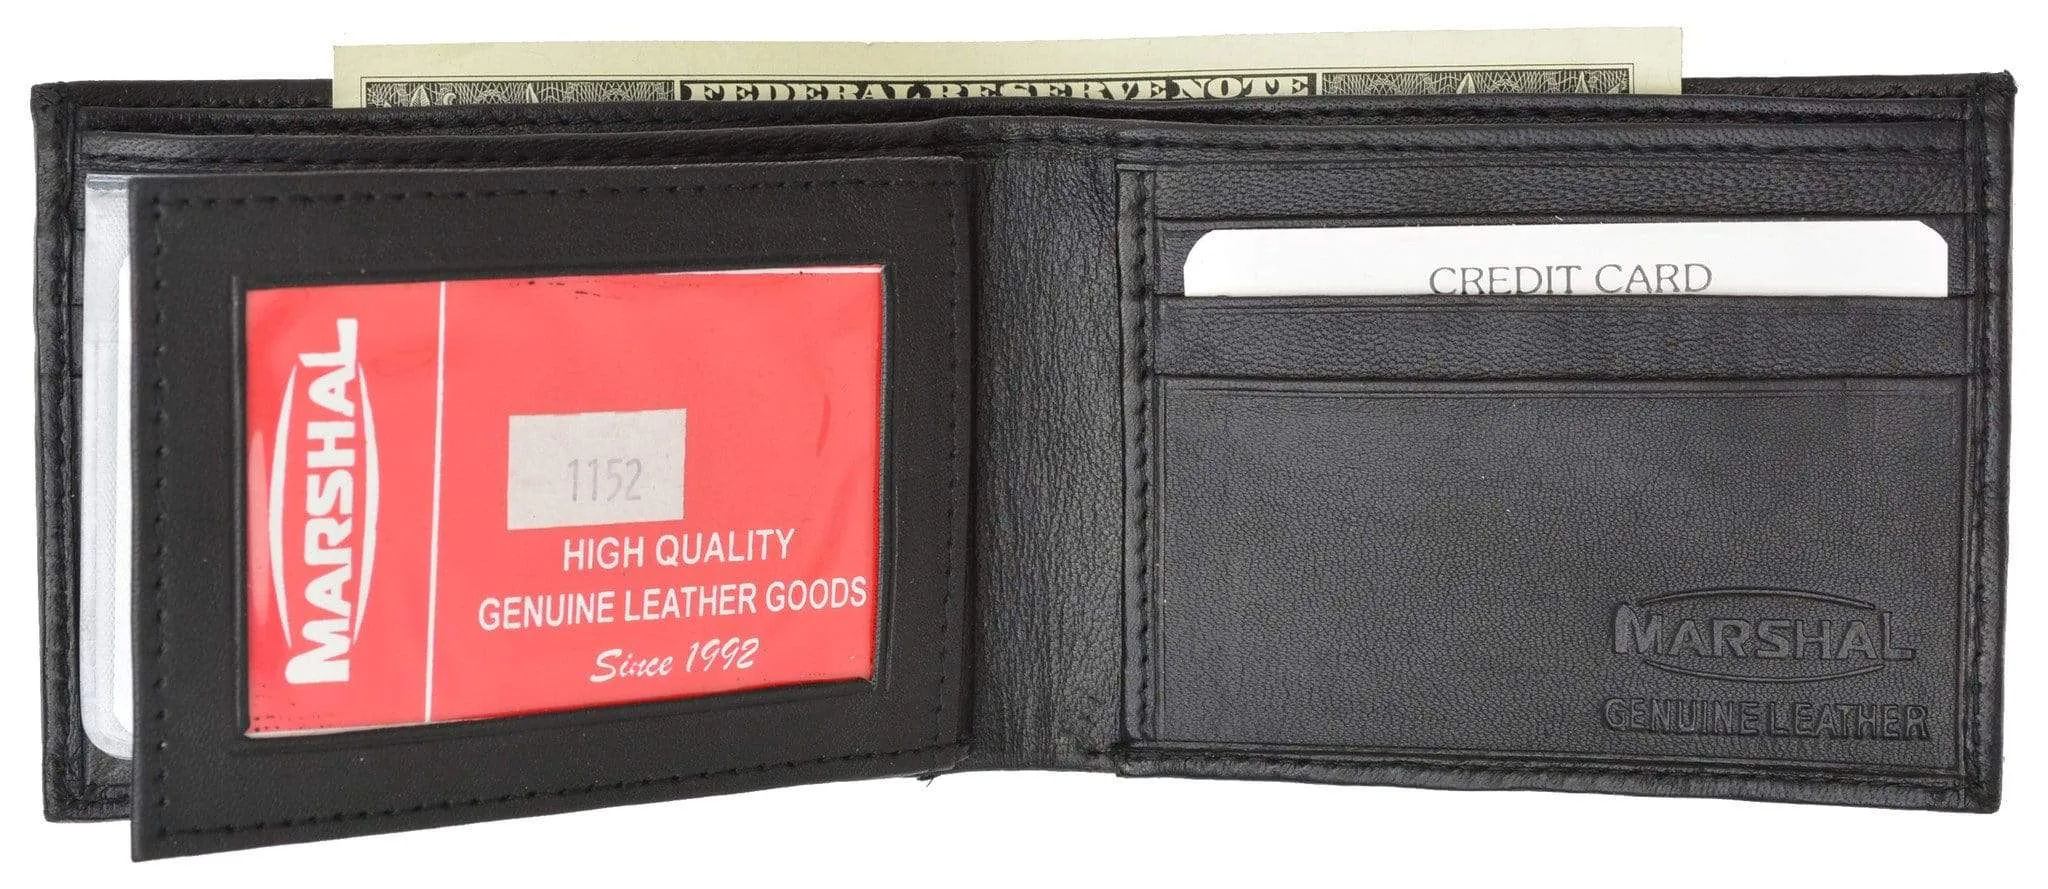 FEDERAL RESERVE NOTE
MARSHAL
1152
HIGH QUALITY
GENUINE LEATHER GOODS
Since 1992
CREDIT CARD
MARSHAL
GENUINE LEATHER